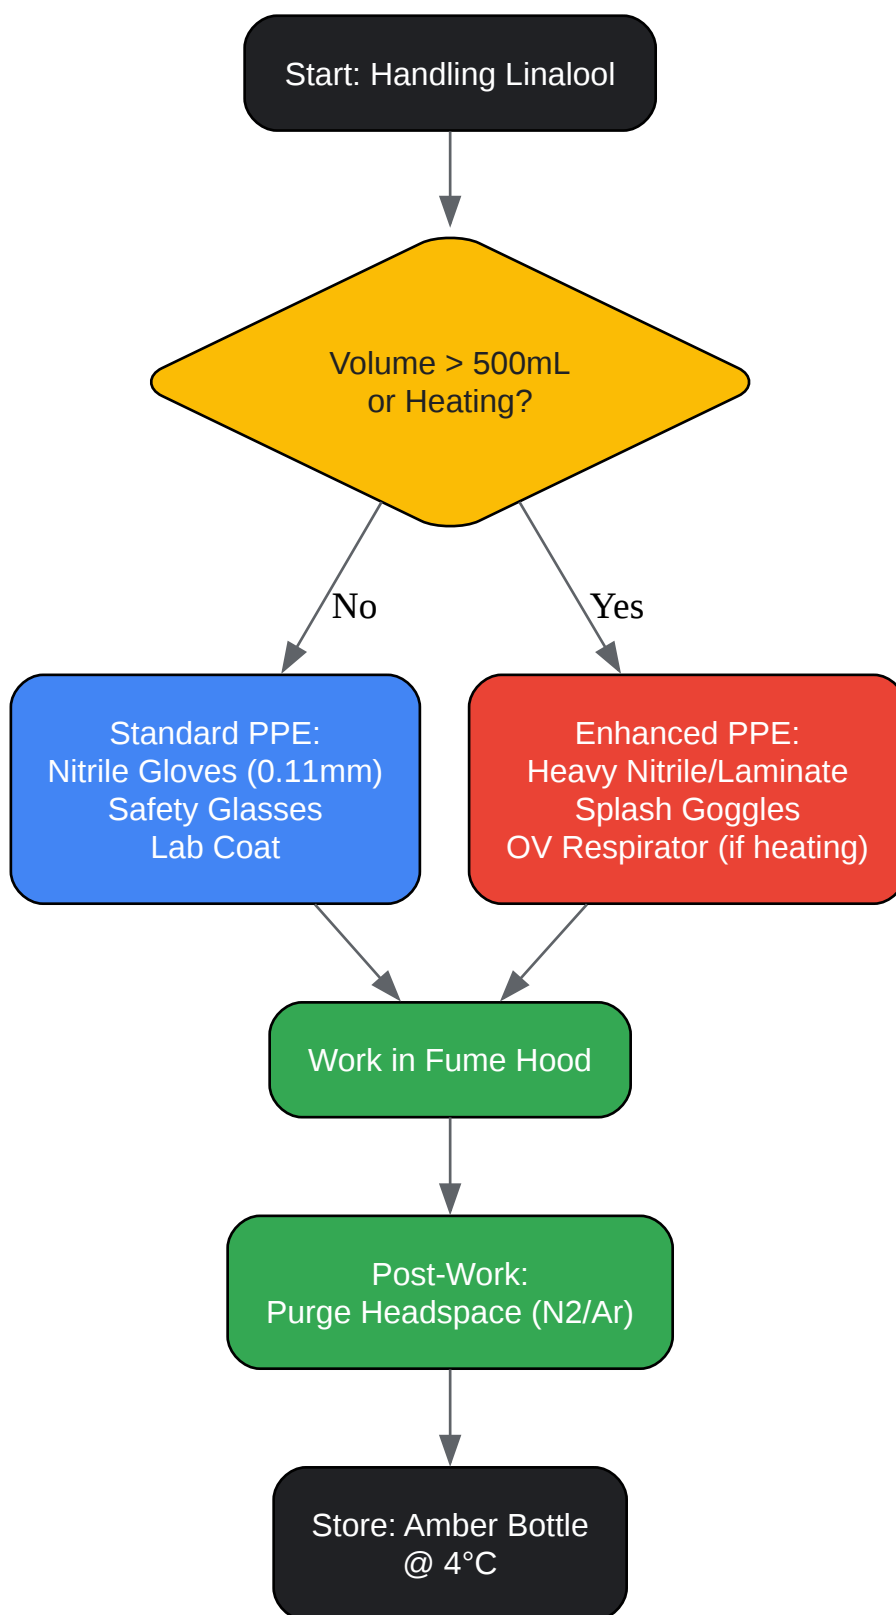 Start: Handling Linalool
Volume > 500mL
or Heating?
No
Yes
Standard PPE:
Nitrile Gloves (0.11mm)
Safety Glasses
Lab Coat
Enhanced PPE:
Heavy Nitrile/Laminate
Splash Goggles
OV Respirator (if heating)
Work in Fume Hood
Post-Work:
Purge Headspace (N2/Ar)
Store: Amber Bottle
@ 4°C